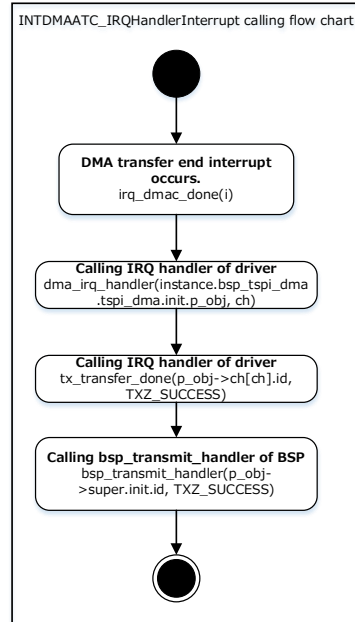 INTDMAATC_IRQHandlerInterrupt calling flow chart
DMA transfer end interrupt
occurs.
irq_dmac_done(i)
Calling IRQ handler of driver
dma_irq_handler(instance.bsp_tspi_dma
.tspi_dma.init.p_obj, ch)
Calling IRQ handler of driver
tx_transfer_done(p_obj->ch[ch].id,
TXZ_SUCCESS)
Calling bsp_transmit_handler of BSP
bsp_transmit_handler(p_obj-
>super.init.id, TXZ_SUCCESS)